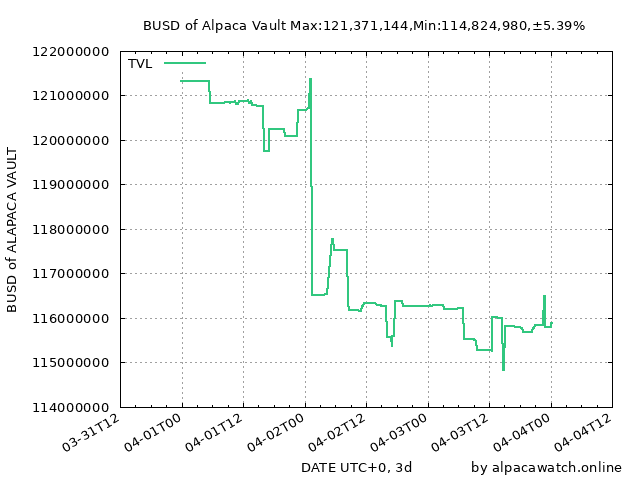 BUSD of Alpaca Vault Max:121,371,144,Min:114,824,980,±5.39%
TVL
122000000
121000000
120000000
119000000
118000000
117000000
116000000
115000000
114000000
BUSD of ALAPACA VAULT
03-31T12
04-01T00
04-01T12
04-02T00
04-02T12
04-03T00
04-03T12
04-04T00
04-04T12
DATE UTC+0, 3d
by alpacawatch.online